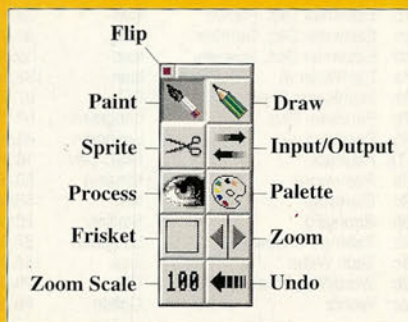 Flip
Paint
Draw
Sprite
Input/Output
Process
Palette
Frisket
Zoom
Zoom Scale
100
Undo